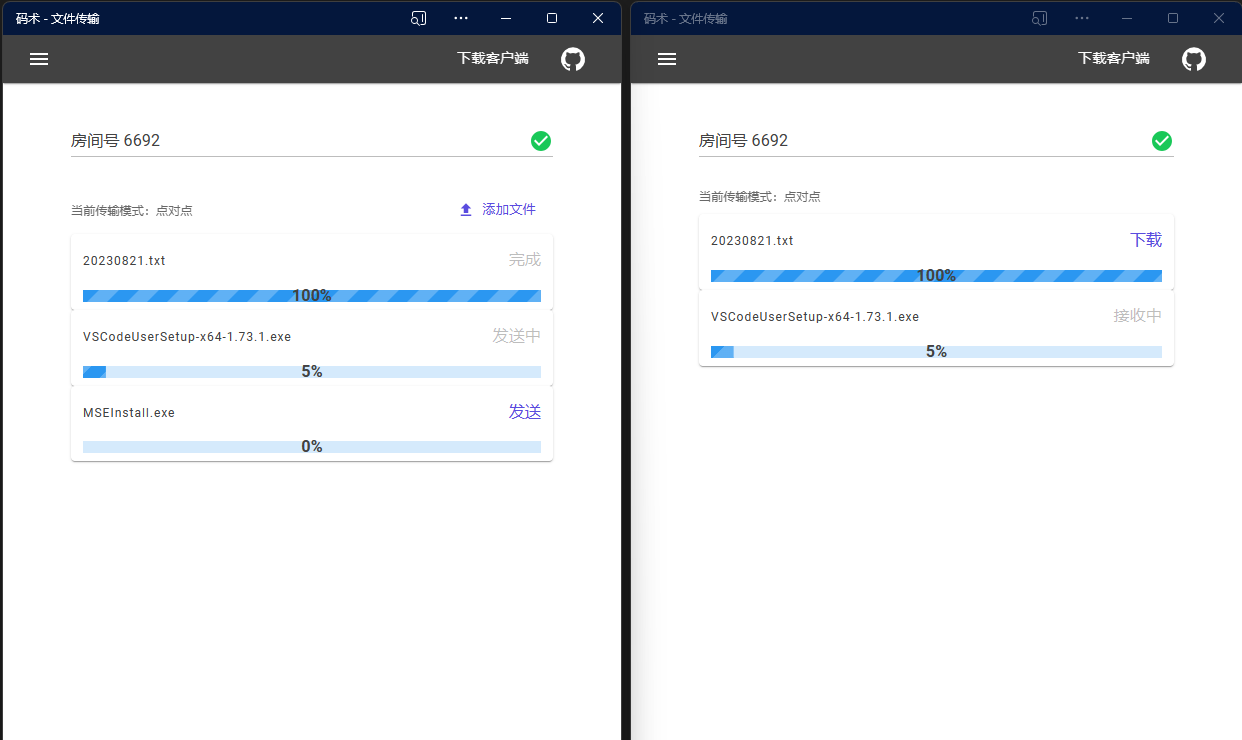 码术 - 文件传输
下载客户端
房间号 6692
当前传输模式：点对点
添加文件
20230821.txt
完成
100%
VSCodeUserSetup-x64-1.73.1.exe
发送中
5%
MSEInstall.exe
发送
0%
码术 - 文件传输
下载客户端
房间号 6692
当前传输模式：点对点
20230821.txt
下载
100%
VSCodeUserSetup-x64-1.73.1.exe
接收中
5%